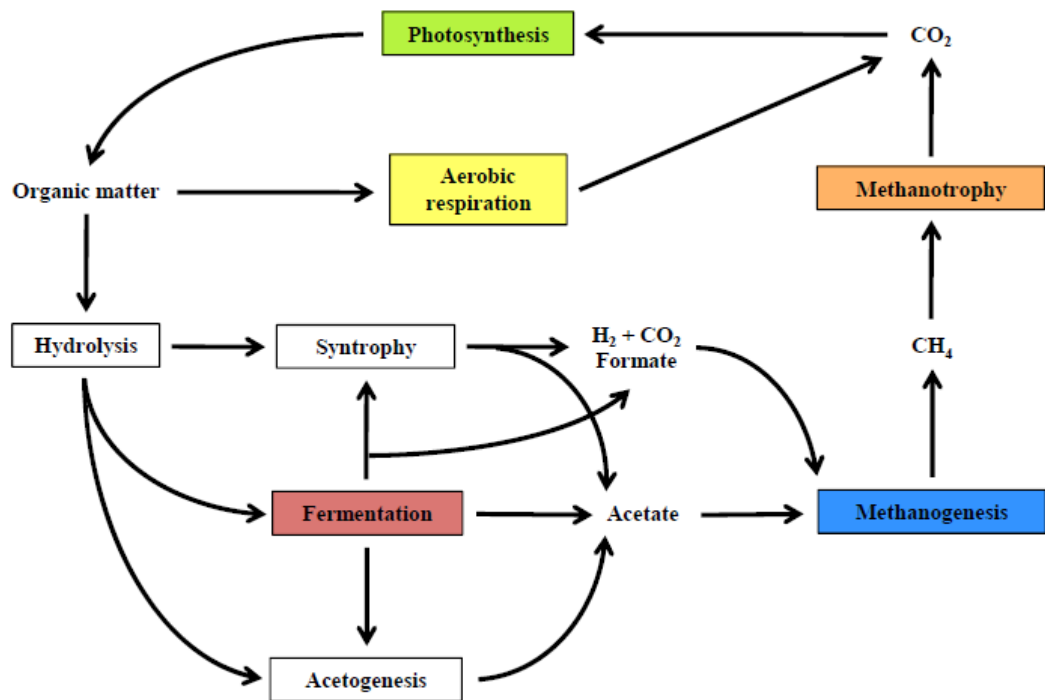 Photosynthesis
CO₂
Organic matter
Aerobic
respiration
Methanotrophy
Hydrolysis
Syntrophy
H₂ + CO₂
Formate
CH₄
Fermentation
Acetate
Methanogenesis
Acetogenesis